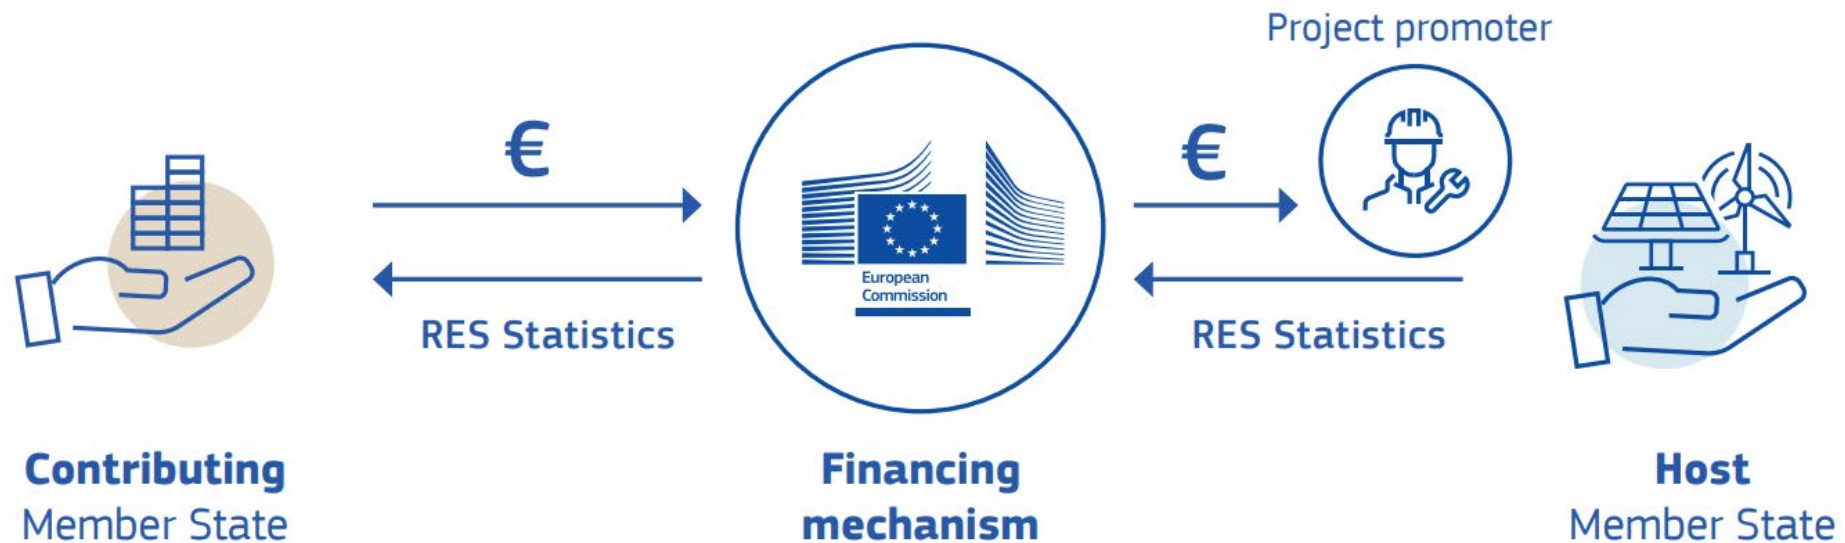 Project promoter
€
€
European
Commission
RES Statistics
RES Statistics
Contributing
Member State
Financing
mechanism
Host
Member State